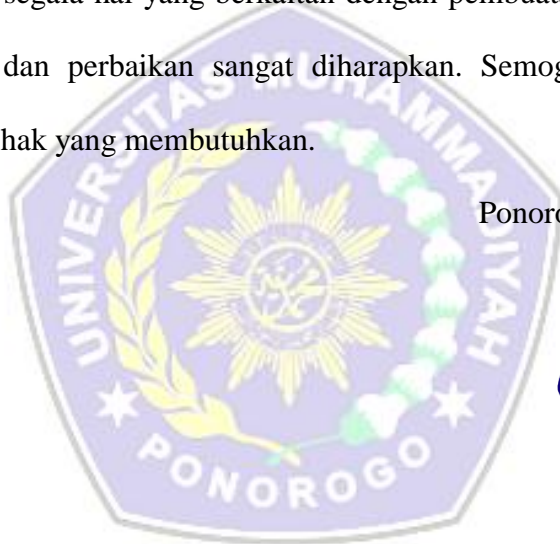 segala hal yang berkaitan dengan pembuat
dan perbaikan sangat diharapkan. Semog
hak yang membutuhkan.
Ponoro
UNIVERSITAS MUHAMMADIYAH
PONOROGO